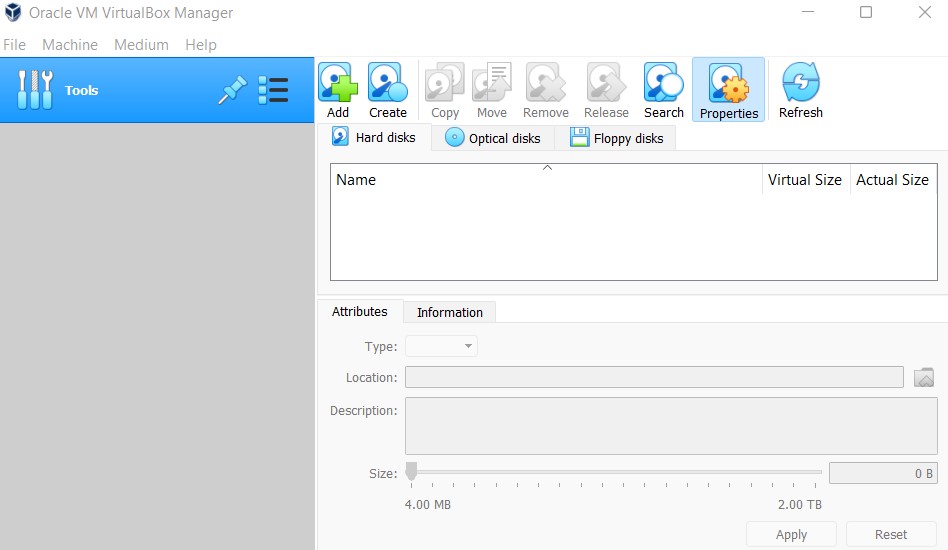 Oracle VM VirtualBox Manager
File Machine Medium Help
Tools
Add Create Copy Move Remove Release Search Properties Refresh
Hard disks Optical disks Floppy disks
Name Virtual Size Actual Size
Attributes Information
Type:
Location:
Description:
Size: 0 B
4.00 MB 2.00 TB
Apply Reset